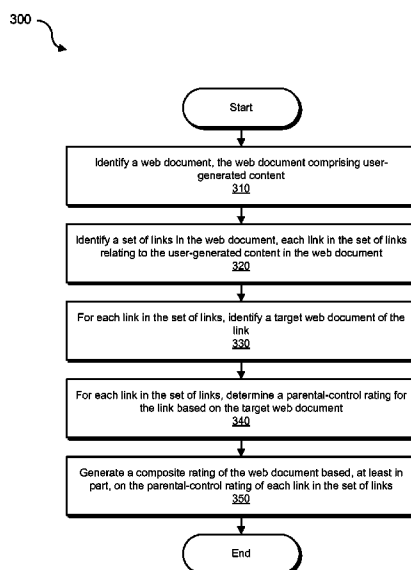 300
Start
Identify a web document, the web document comprising user-
generated content
310
Identify a set of links in the web document, each link in the set of links
relating to the user-generated content in the web document
320
For each link in the set of links, identify a target web document of the
link
330
For each link in the set of links, determine a parental-control rating for
the link based on the target web document
340
Generate a composite rating of the web document based, at least in
part, on the parental-control rating of each link in the set of links
350
End